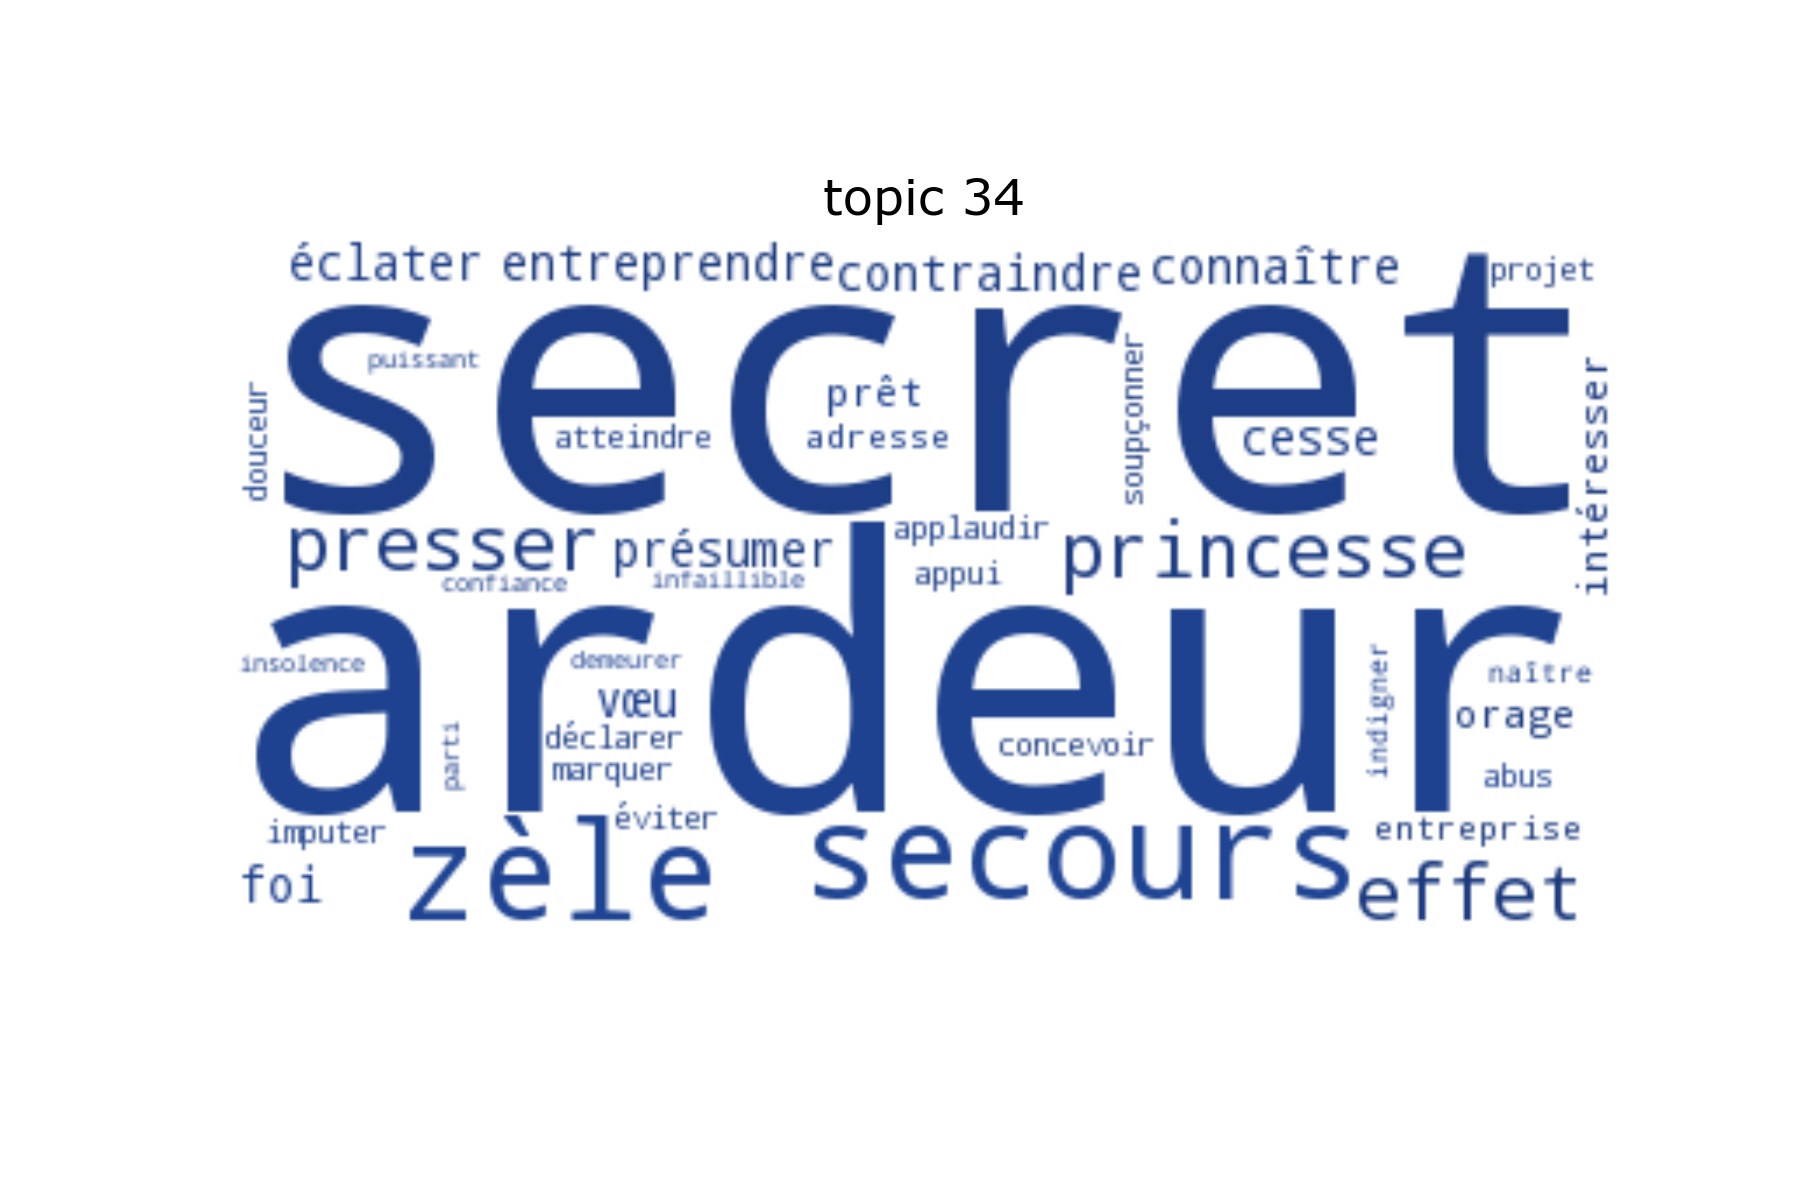 topic 34
éclater entreprendre contraindre connaître projet
secret
puissant
douceur
prêt
atteindre adresse
soupçonner
cesse
intéresser
presser présumer applaudir princesse
confiance infaillible appui
ardeur
insolence demeurer naître
vœu
orage
parti
déclarer
concevoir
marquer
indigner
abus
imputer éviter entreprise
foi zèle secours effet